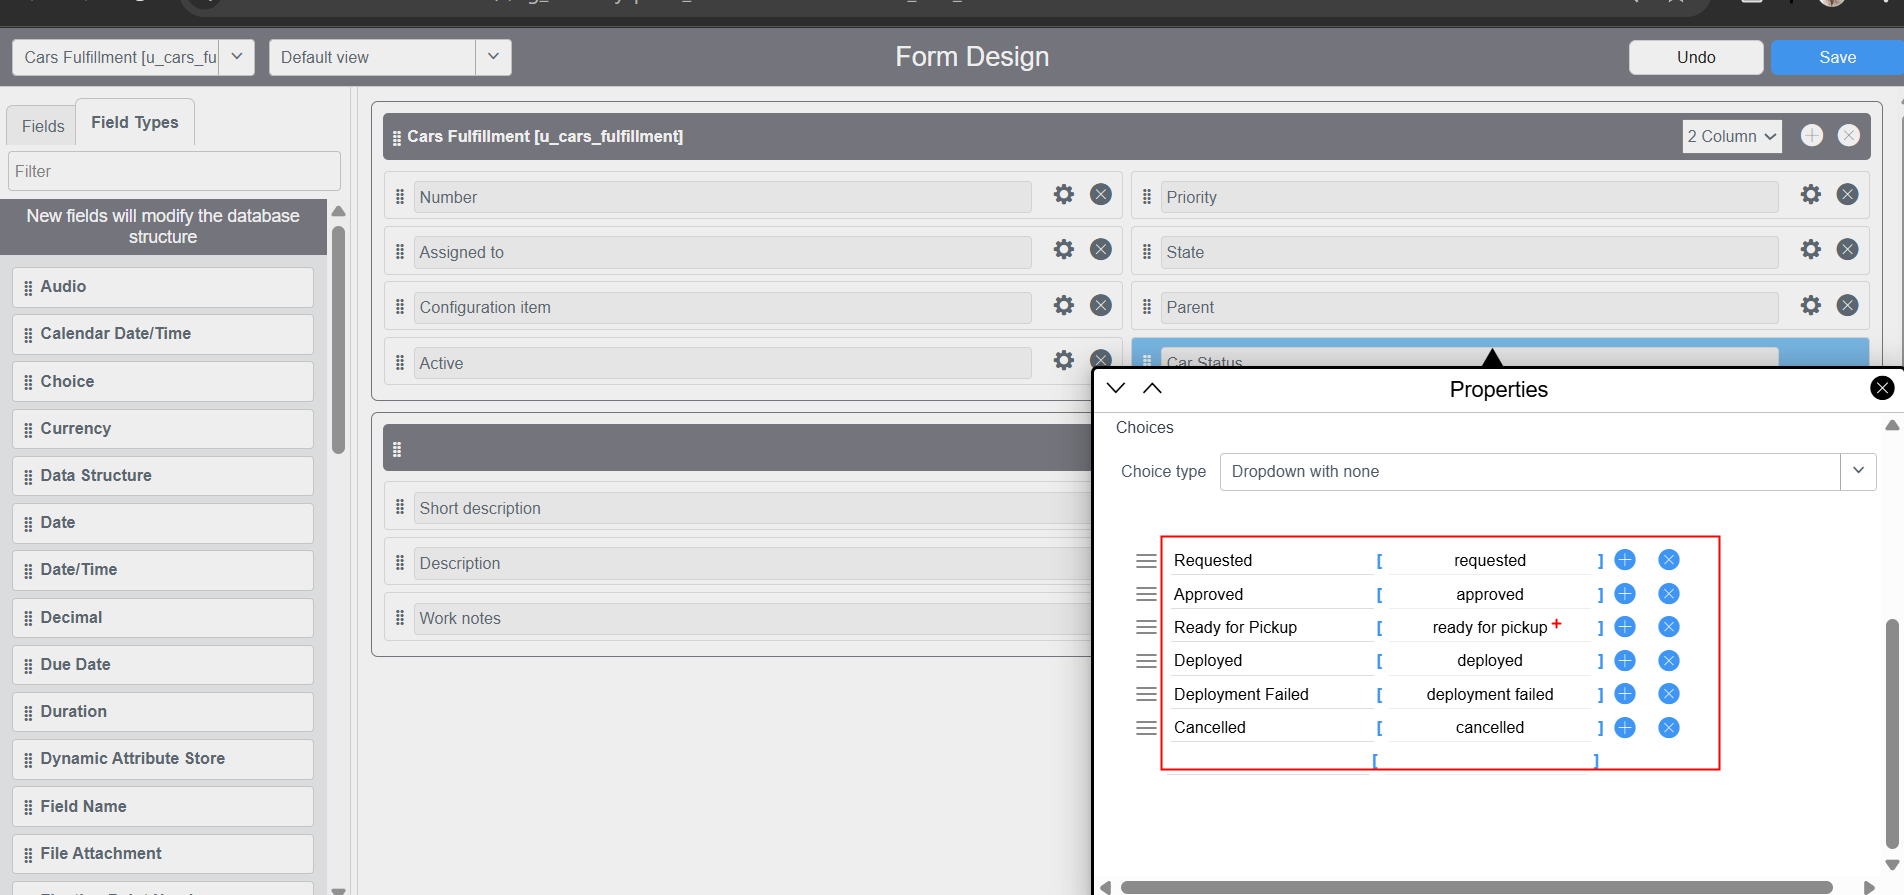 Cars Fulfillment [u_cars_fu
Default view
Form Design
Undo
Save
Fields
Field Types
Filter
New fields will modify the database
structure
Audio
Calendar Date/Time
Choice
Currency
Data Structure
Date
Date/Time
Decimal
Due Date
Duration
Dynamic Attribute Store
Field Name
File Attachment
Cars Fulfillment [u_cars_fulfillment]
2 Column
Number
Priority
Assigned to
State
Configuration item
Parent
Active
Car Status
Short description
Description
Work notes
Properties
Choices
Choice type
Dropdown with none
Requested [ requested ]
Approved [ approved ]
Ready for Pickup [ ready for pickup ]
Deployed [ deployed ]
Deployment Failed [ deployment failed ]
Cancelled [ cancelled ]
[ ]